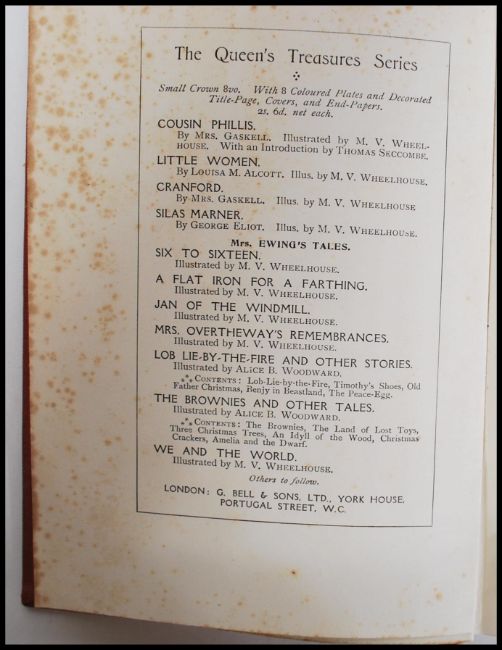 The Queen's Treasures Series
Small Crown 8vo. With 8 Coloured Plates and Decorated
Title-Page, Covers, and End-Papers.
2s. 6d. net each.
COUSIN PHILLIS.
By MRS. GASKELL. Illustrated by M. V. WHEEL-
HOUSE. With an Introduction by THOMAS SECCOMBE.
LITTLE WOMEN.
By LOUISA M. ALCOTT. Illus. by M. V. WHEELHOUSE.
CRANFORD.
By MRS. GASKELL. Illus. by M. V. WHEELHOUSE
SILAS MARNER.
By GEORGE ELIOT. Illus. by M. V. WHEELHOUSE.
Mrs. EWING'S TALES.
SIX TO SIXTEEN.
Illustrated by M. V. WHEELHOUSE.
A FLAT IRON FOR A FARTHING.
Illustrated by M. V. WHEELHOUSE.
JAN OF THE WINDMILL.
Illustrated by M. V. WHEELHOUSE.
MRS. OVERTHEWAY'S REMEMBRANCES.
Illustrated by M. V. WHEELHOUSE.
LOB LIE-BY-THE-FIRE AND OTHER STORIES.
Illustrated by ALICE B. WOODWARD.
⁂ CONTENTS: Lob-Lie-by-the-Fire, Timothy's Shoes, Old
Father Christmas, Benjy in Beastland, The Peace-Egg.
THE BROWNIES AND OTHER TALES.
Illustrated by ALICE B. WOODWARD.
⁂ CONTENTS: The Brownies, The Land of Lost Toys,
Three Christmas Trees, An Idyll of the Wood, Christmas
Crackers, Amelia and the Dwarf.
WE AND THE WORLD.
Illustrated by M. V. WHEELHOUSE.
Others to follow.
LONDON: G. BELL & SONS, LTD., YORK HOUSE,
PORTUGAL STREET, W.C.